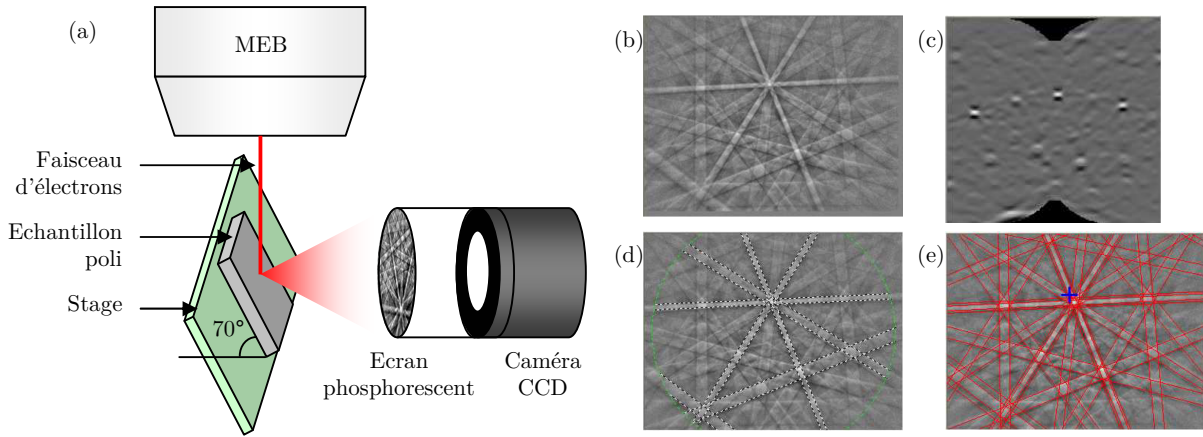 (a)
MEB
Faisceau
d'électrons
Echantillon
poli
Stage
70°
Ecran
phosphorescent
Caméra
CCD
(b)
(c)
(d)
(e)